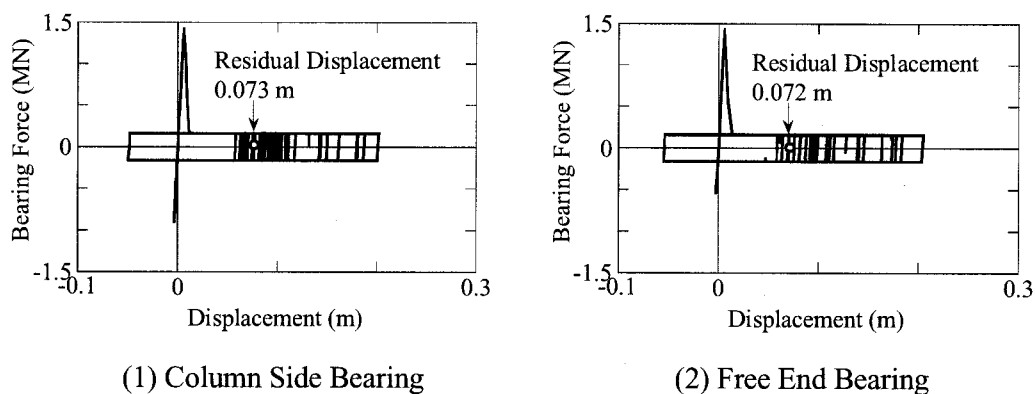 1.5
Residual Displacement
0.073 m
0
-1.5
-0.1
0
0.3
Bearing Force (MN)
Displacement (m)
(1) Column Side Bearing
1.5
Residual Displacement
0.072 m
0
-1.5
-0.1
0
0.3
Bearing Force (MN)
Displacement (m)
(2) Free End Bearing